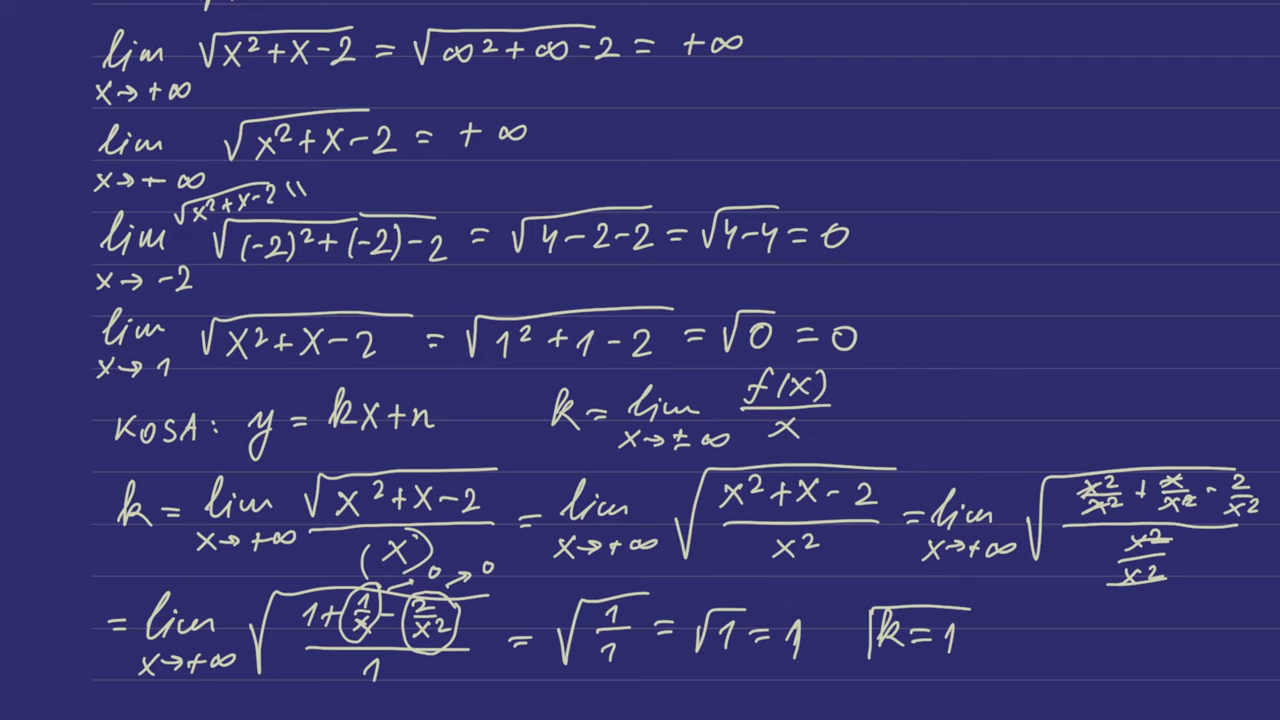 lim x→+∞ √(x²+x-2) = √(∞²+∞-2) = +∞
lim x→-∞ √(x²+x-2) = +∞
√(x²+x-2) "
lim x→-2 √((-2)²+(-2)-2) = √(4-2-2) = √(4-4) = 0
lim x→1 √(x²+x-2) = √(1²+1-2) = √0 = 0
KOSA: y = kx+n k = lim x→±∞ f(x)/x
k = lim x→+∞ √(x²+x-2)/(x) = lim x→+∞ √((x²+x-2)/x²) = lim x→+∞ √((x²/x² + x/x² - 2/x²)/(x²/x²))
= lim x→+∞ √((1+1/x-2/x²)/1) = √(1/1) = √1 = 1 k=1
→0 →0